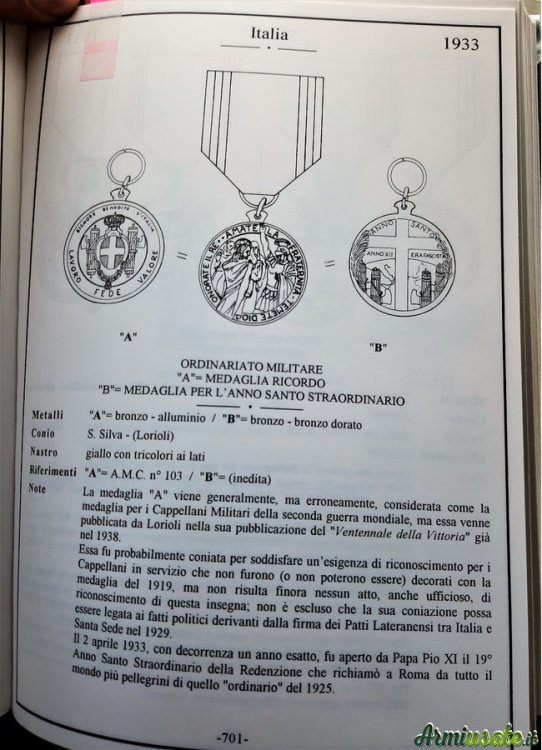 Italia
1933
SIGNORE BENEDITE L'ITALIA
LAVORO FEDE VALORE
ONORATE IL RE AMATE LA FRATERNITÀ TEMETE DIO
ANNO SANTO
ANNO XII ERA FASCISTA
"A"
"B"
ORDINARIATO MILITARE
"A"= MEDAGLIA RICORDO
"B"= MEDAGLIA PER L'ANNO SANTO STRAORDINARIO
Metalli "A"= bronzo - alluminio / "B"= bronzo - bronzo dorato
Conio S. Silva - (Lorioli)
Nastro giallo con tricolori ai lati
Riferimenti "A"= A.M.C. n° 103 / "B"= (inedita)
Note La medaglia "A" viene generalmente, ma erroneamente, considerata come la
medaglia per i Cappellani Militari della seconda guerra mondiale, ma essa venne
pubblicata da Lorioli nella sua pubblicazione del "Ventennale della Vittoria" già
nel 1938.
Essa fu probabilmente coniata per soddisfare un'esigenza di riconoscimento per i
Cappellani in servizio che non furono (o non poterono essere) decorati con la
medaglia del 1919, ma non risulta finora nessun atto, anche ufficioso, di
riconoscimento di questa insegna; non è escluso che la sua coniazione possa
essere legata ai fatti politici derivanti dalla firma dei Patti Lateranensi tra Italia e
Santa Sede nel 1929.
Il 2 aprile 1933, con decorrenza un anno esatto, fu aperto da Papa Pio XI il 19°
Anno Santo Straordinario della Redenzione che richiamò a Roma da tutto il
mondo più pellegrini di quello "ordinario" del 1925.
-701-
Armiusate.it